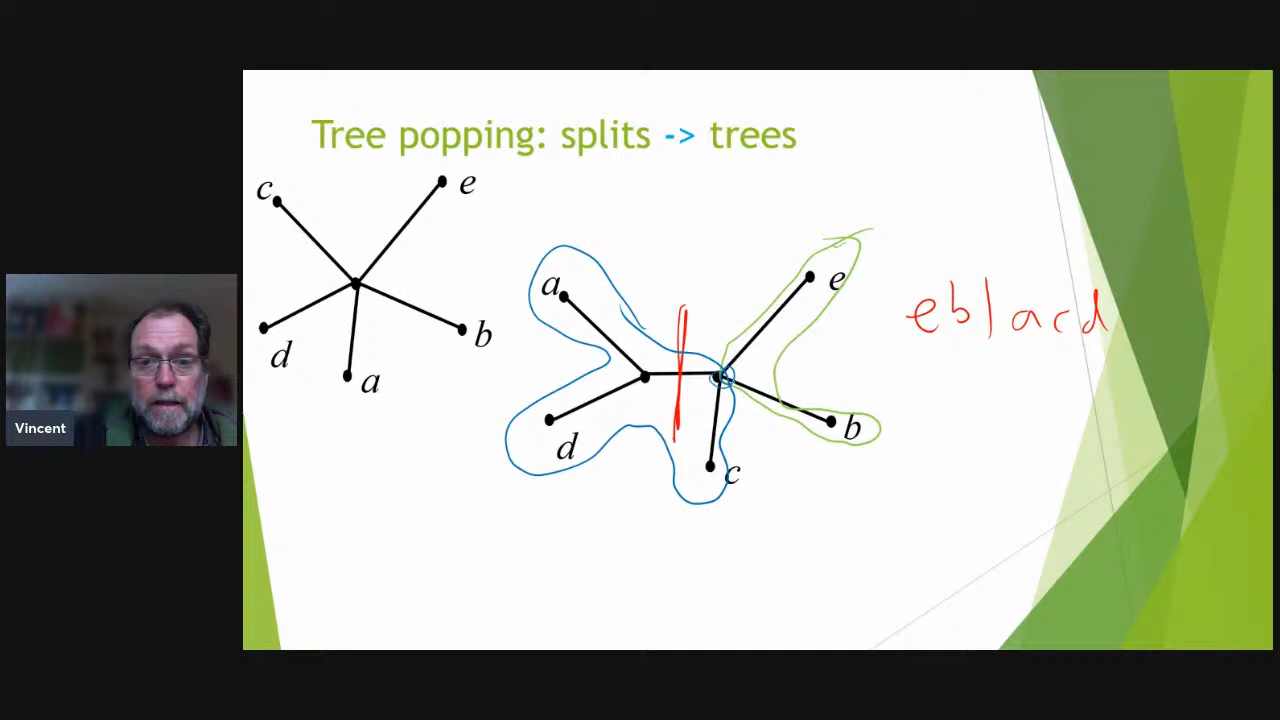 Tree popping: splits -> trees
c
e
d
a
b
a
d
e
b
c
eb|acd
Vincent